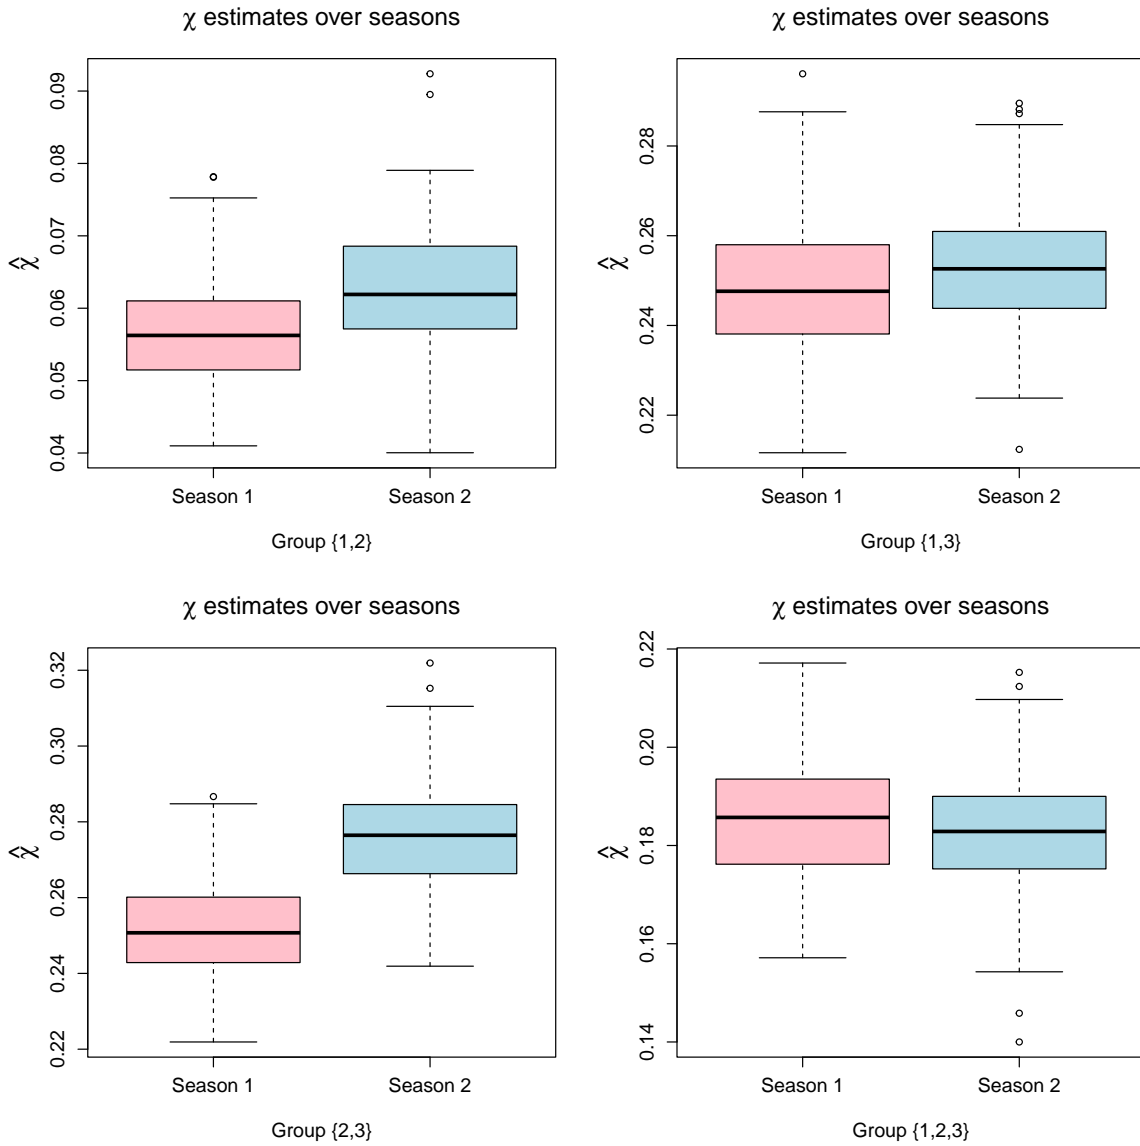 χ estimates over seasons
χ̂
0.09
0.08
0.07
0.06
0.05
0.04
Season 1 Season 2
Group {1,2}
χ estimates over seasons
χ̂
0.28
0.26
0.24
0.22
Season 1 Season 2
Group {1,3}
χ estimates over seasons
χ̂
0.32
0.30
0.28
0.26
0.24
0.22
Season 1 Season 2
Group {2,3}
χ estimates over seasons
χ̂
0.22
0.20
0.18
0.16
0.14
Season 1 Season 2
Group {1,2,3}